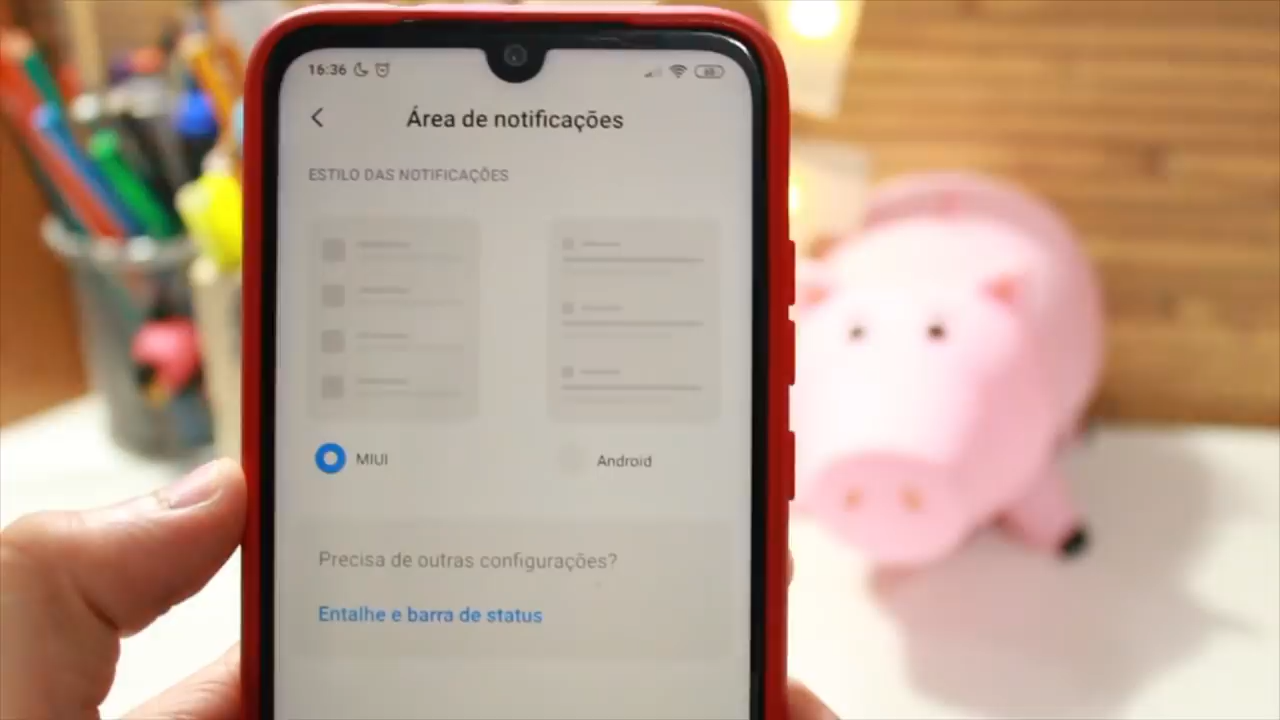 16:36
Área de notificações
ESTILO DAS NOTIFICAÇÕES
MIUI
Android
Precisa de outras configurações?
Entalhe e barra de status